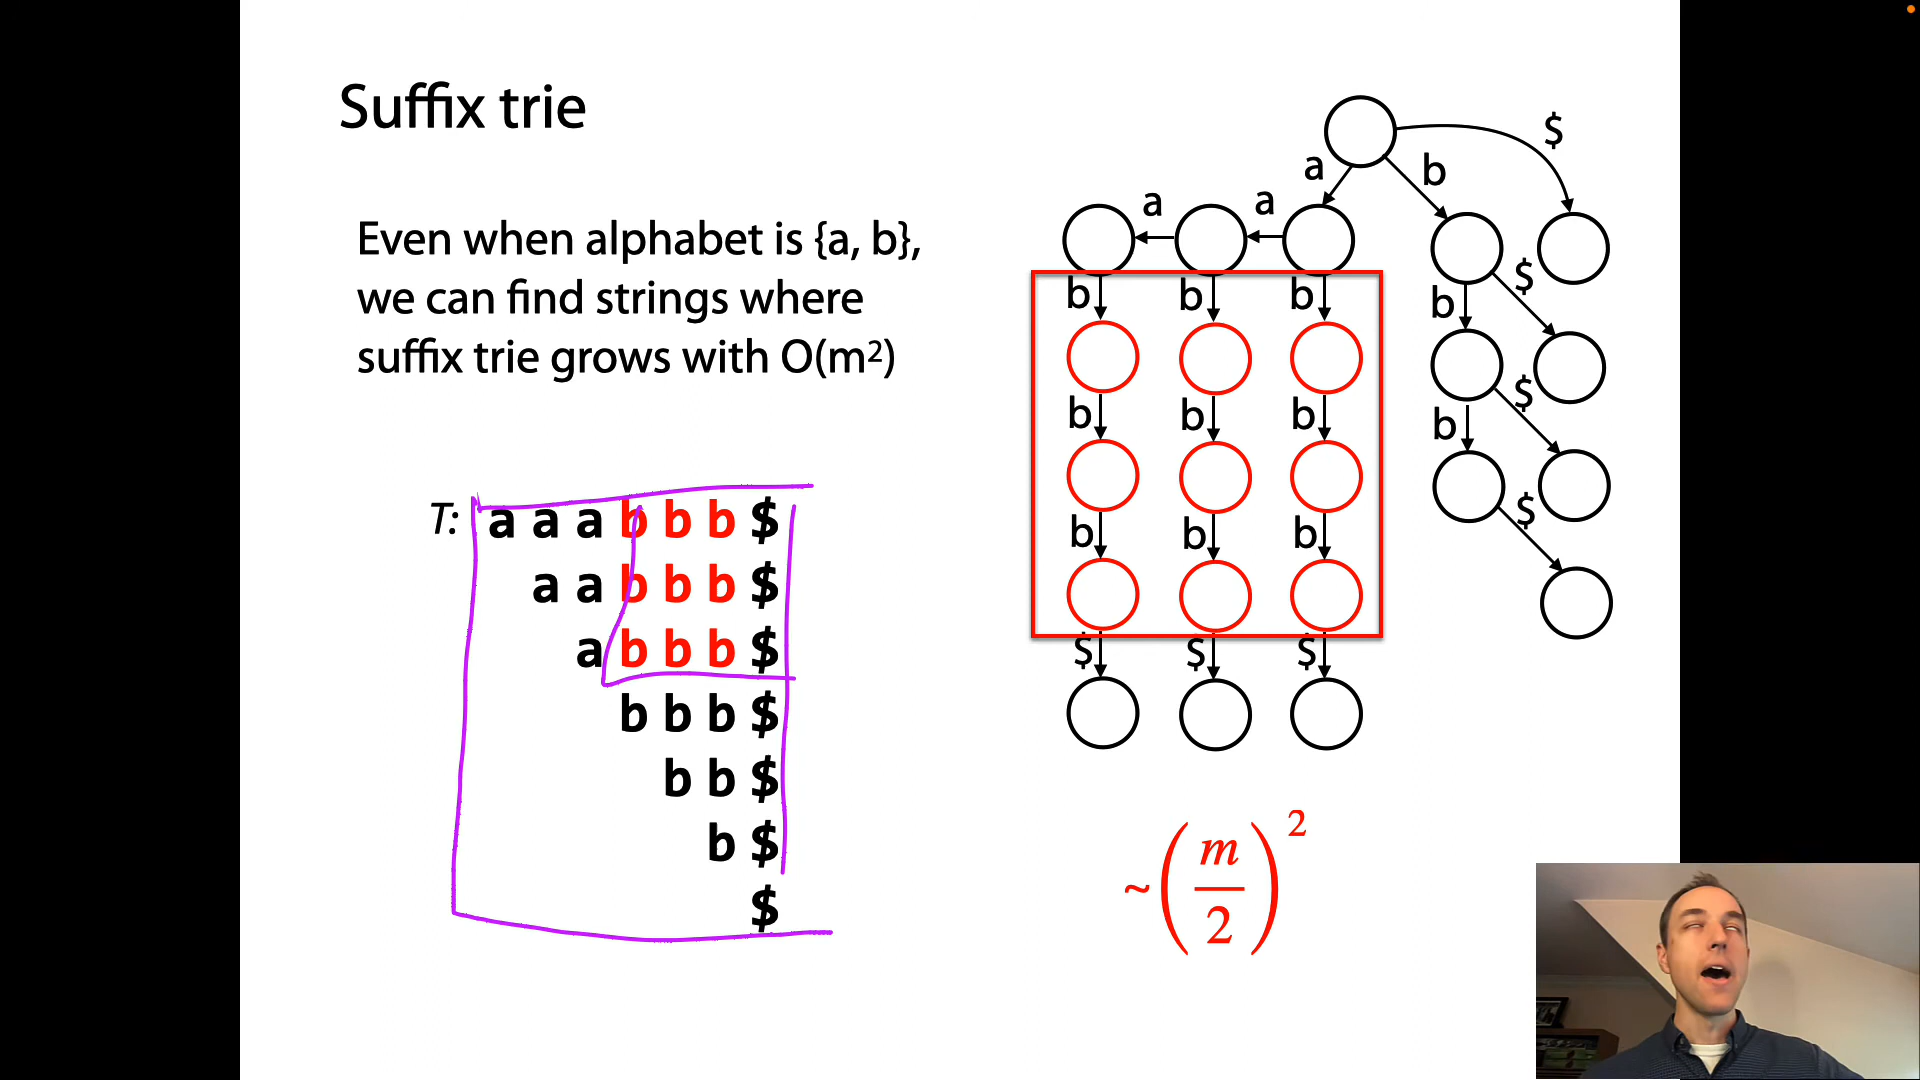 Suffix trie
Even when alphabet is {a, b},
we can find strings where
suffix trie grows with O(m²)
T: a a a b b b $
a a b b b $
a b b b $
b b b $
b b $
b $
$
$
a b
a a
b b b b $
b b b b $
b b b $
$ $ $
~(m/2)²